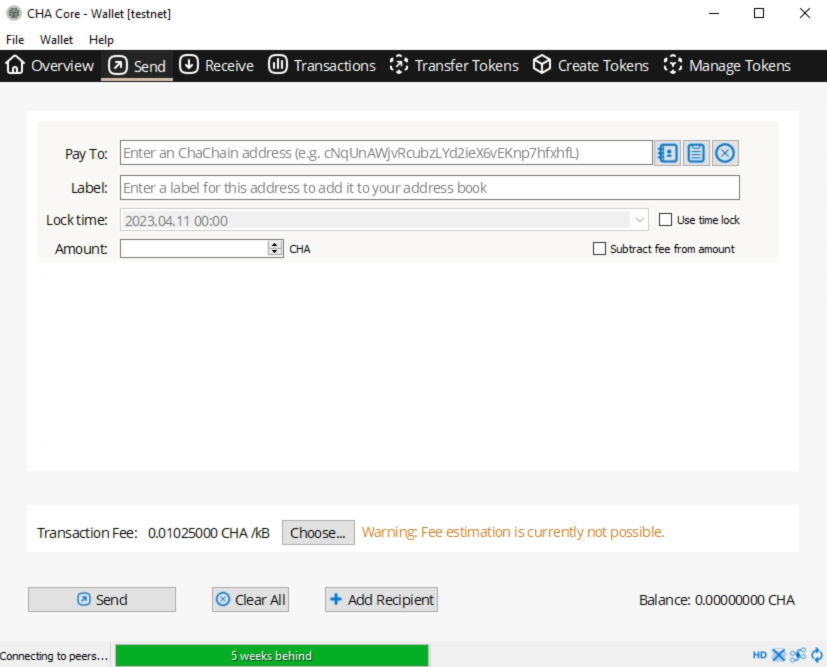 CHA Core - Wallet [testnet]
File Wallet Help
Overview Send Receive Transactions Transfer Tokens Create Tokens Manage Tokens
Pay To: Enter an ChaChain address (e.g. cNqUnAWjvRcubzLYd2ieX6vEKnp7hfxhfL)
Label: Enter a label for this address to add it to your address book
Lock time: 2023.04.11 00:00 Use time lock
Amount: CHA Subtract fee from amount
Transaction Fee: 0.01025000 CHA /kB Choose... Warning: Fee estimation is currently not possible.
Send Clear All Add Recipient Balance: 0.00000000 CHA
Connecting to peers... 5 weeks behind HD